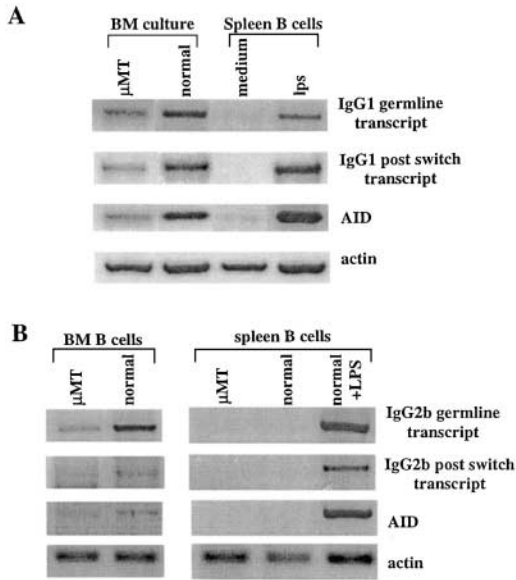 A
BM culture
Spleen B cells
μMT
normal
medium
lps
IgG1 germline
transcript
IgG1 post switch
transcript
AID
actin
B
BM B cells
spleen B cells
μMT
normal
μMT
normal
normal
+LPS
IgG2b germline
transcript
IgG2b post switch
transcript
AID
actin